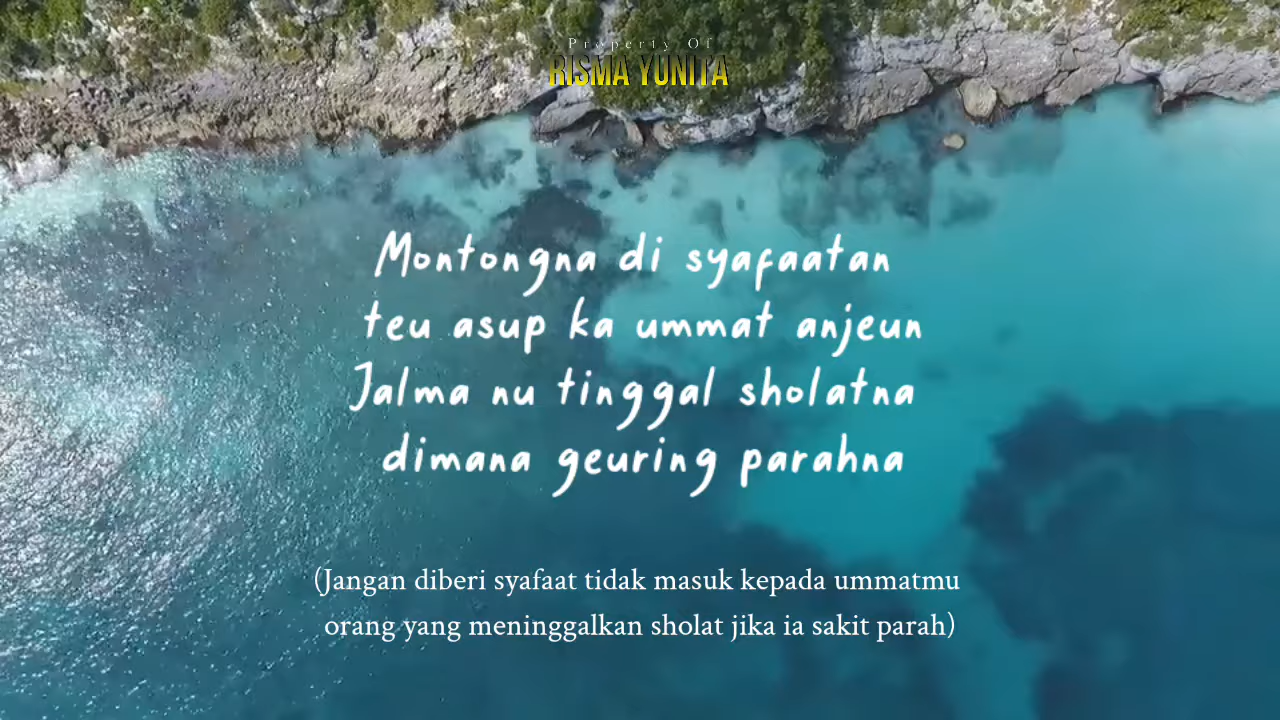 Property Of
RISMA YUNITA
Montongna di syafaatan
teu asup ka ummat anjeun
Jalma nu tinggal sholatna
dimana geuring parahna
(Jangan diberi syafaat tidak masuk kepada ummatmu
orang yang meninggalkan sholat jika ia sakit parah)